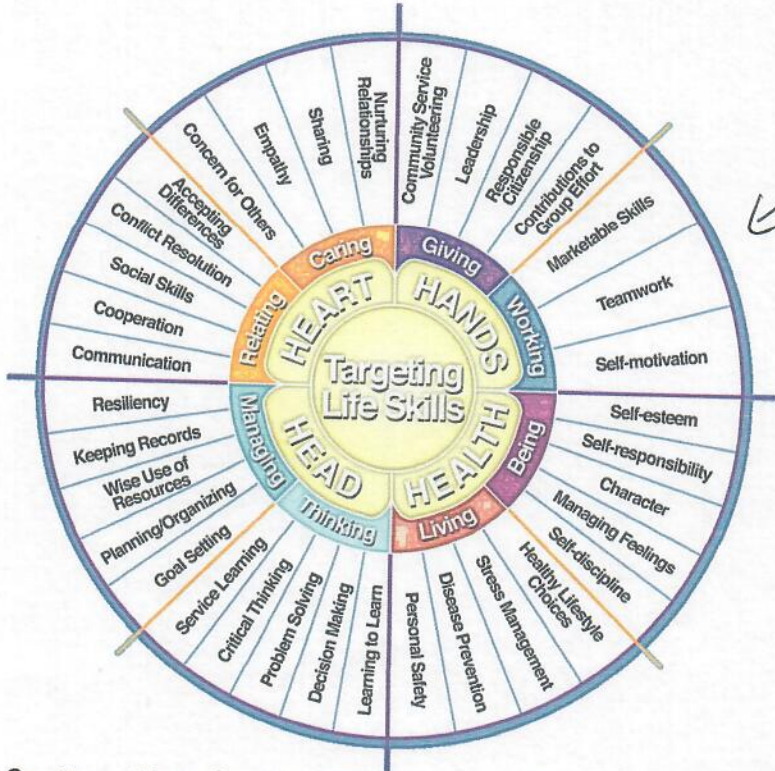 Targeting
Life Skills
HEART
Caring
Nurturing
Relationships
Sharing
Empathy
Concern for Others
Relating
Accepting
Differences
Conflict Resolution
Social Skills
Cooperation
Communication
HANDS
Giving
Community Service
Volunteering
Leadership
Responsible
Citizenship
Contributions to
Group Effort
Working
Marketable Skills
Teamwork
Self-motivation
HEALTH
Being
Self-esteem
Self-responsibility
Character
Managing Feelings
Self-discipline
Living
Healthy Lifestyle
Choices
Stress Management
Disease Prevention
Personal Safety
HEAD
Thinking
Learning to Learn
Decision Making
Problem Solving
Critical Thinking
Service Learning
Managing
Goal Setting
Planning/Organizing
Wise Use of
Resources
Keeping Records
Resiliency